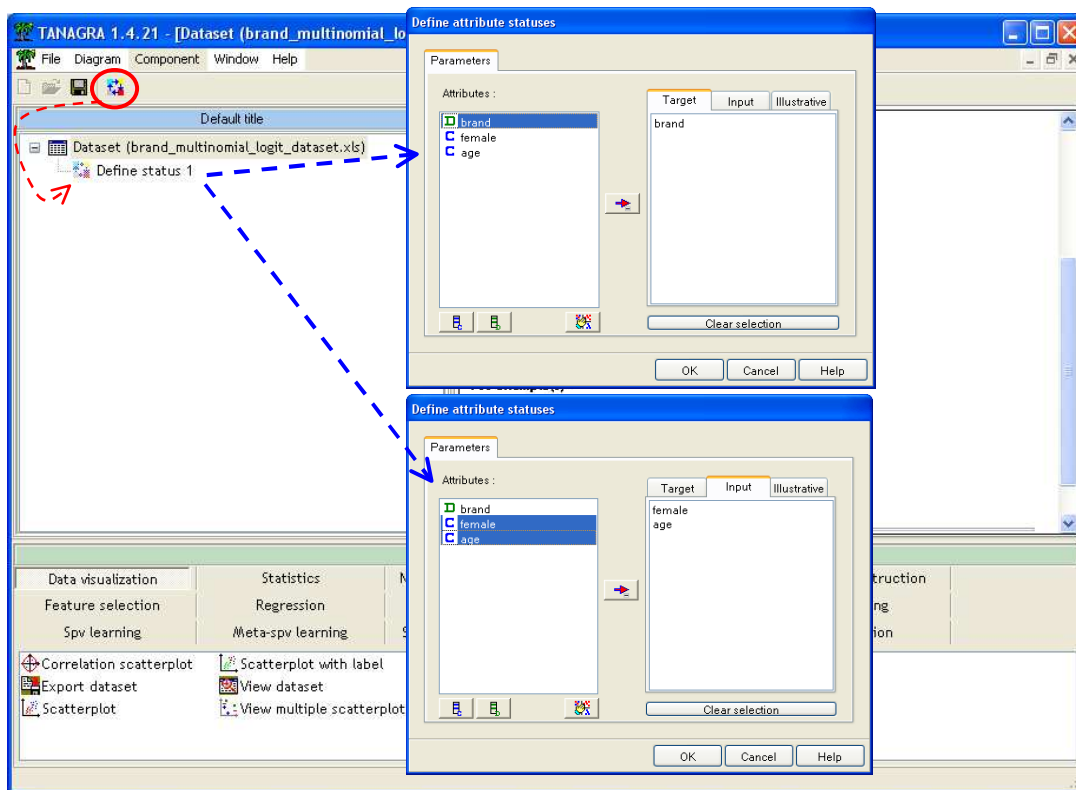 TANAGRA 1.4.21 - [Dataset (brand_multinomial_lo
File Diagram Component Window Help
Default title
Dataset (brand_multinomial_logit_dataset.xls)
Define status 1
Define attribute statuses
Parameters
Attributes :
D brand
C female
C age
Target Input Illustrative
brand
Clear selection
OK Cancel Help
Define attribute statuses
Parameters
Attributes :
D brand
C female
C age
Target Input Illustrative
female
age
Clear selection
OK Cancel Help
Data visualization Statistics truction
Feature selection Regression ng
Spv learning Meta-spv learning ion
Correlation scatterplot Scatterplot with label
Export dataset View dataset
Scatterplot View multiple scatterplot